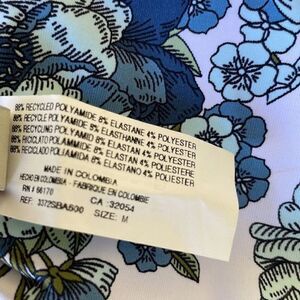 88% RECYCLED POLYAMIDE 8% ELASTANE 4% POLYESTER
88% RECYCLE POLYAMIDE 8% ELASTHANNE 4% POLYESTER
88% RECYCLING POLYAMID 8% ELASTAN 4% POLYESTER
88% RICICLATO POLIAMMIDE 8% ELASTAN 4% POLIESTERE
88% RECICLADO POLIAMIDA 8% ELASTANO 4% POLIESTER
MADE IN COLOMBIA
HECHO EN COLOMBIA - FABRIQUE EN COLOMBIE
RN # 66170 CA 32054
REF: 3372SBA600 SIZE: M